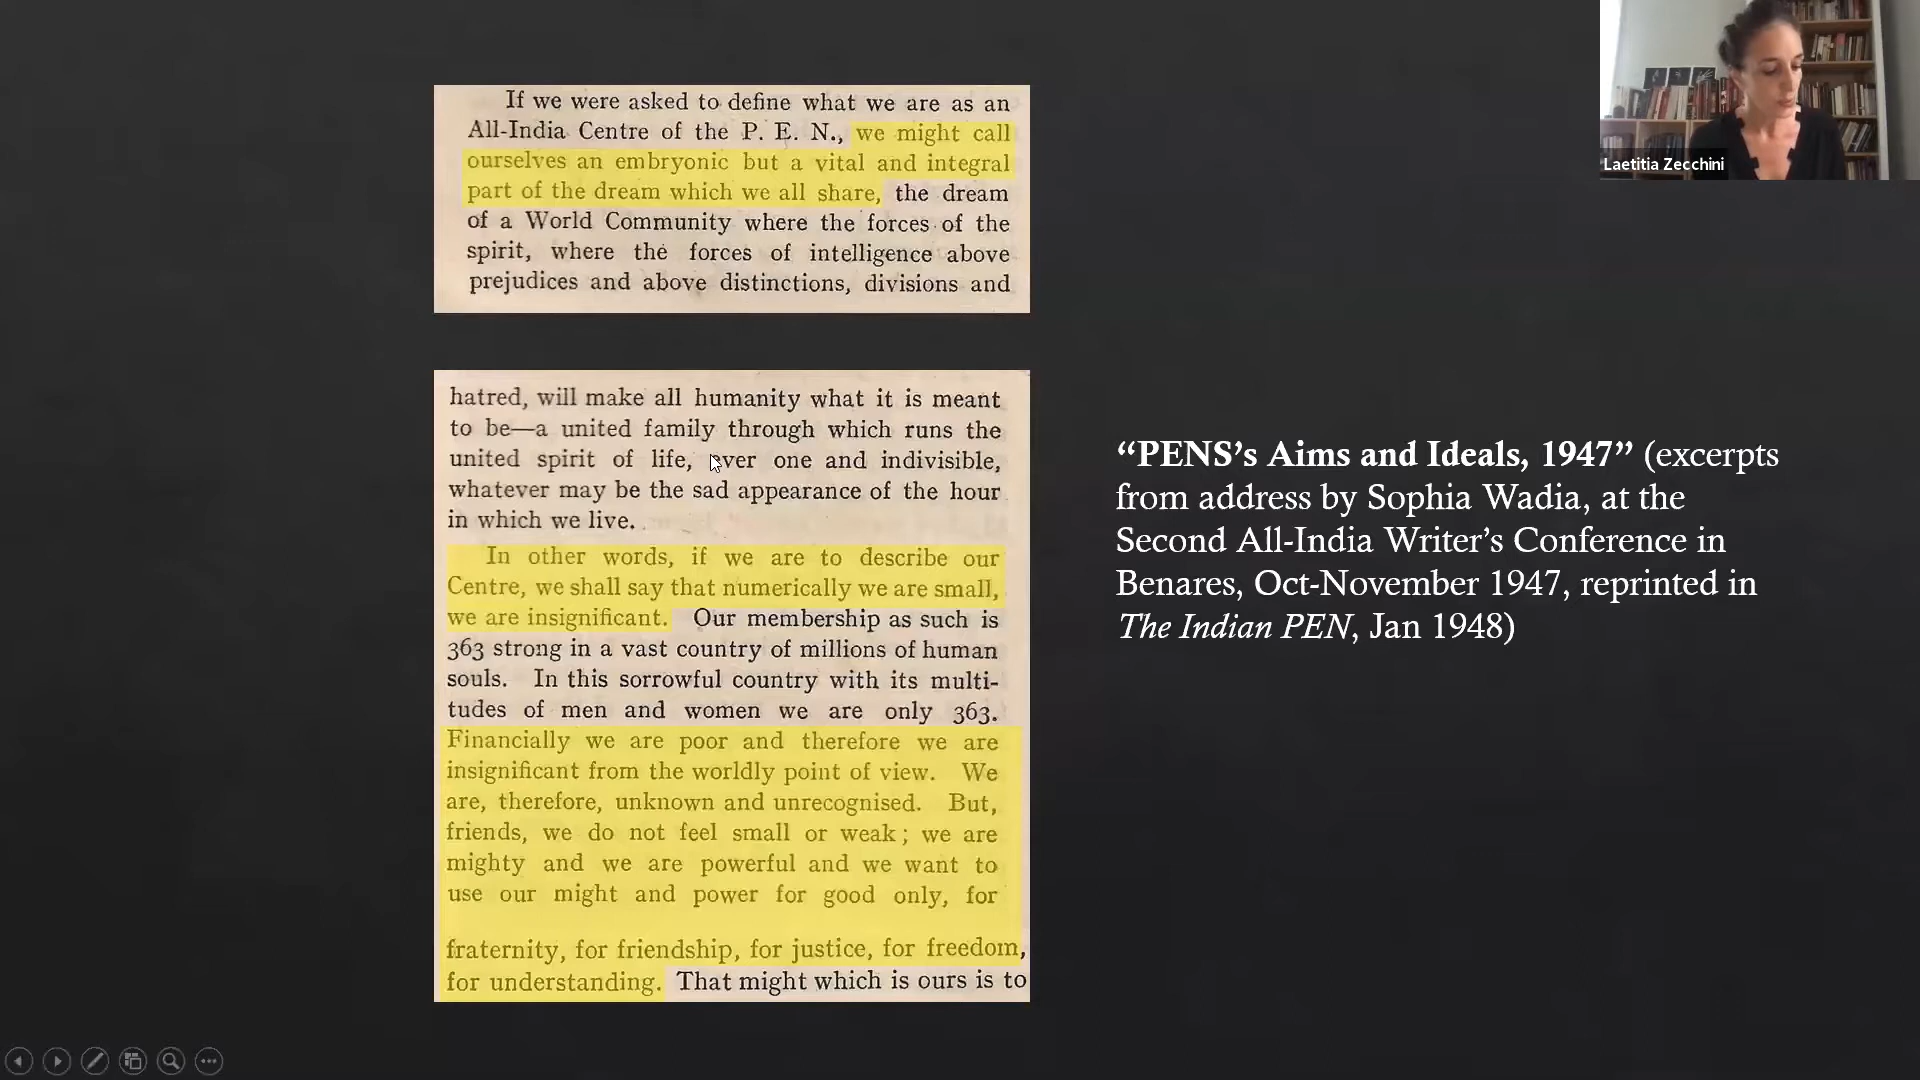 If we were asked to define what we are as an
All-India Centre of the P. E. N., we might call
ourselves an embryonic but a vital and integral
part of the dream which we all share, the dream
of a World Community where the forces of the
spirit, where the forces of intelligence above
prejudices and above distinctions, divisions and
hatred, will make all humanity what it is meant
to be—a united family through which runs the
united spirit of life, ever one and indivisible,
whatever may be the sad appearance of the hour
in which we live.
In other words, if we are to describe our
Centre, we shall say that numerically we are small,
we are insignificant. Our membership as such is
363 strong in a vast country of millions of human
souls. In this sorrowful country with its multi-
tudes of men and women we are only 363.
Financially we are poor and therefore we are
insignificant from the worldly point of view. We
are, therefore, unknown and unrecognised. But,
friends, we do not feel small or weak; we are
mighty and we are powerful and we want to
use our might and power for good only, for
fraternity, for friendship, for justice, for freedom,
for understanding. That might which is ours is to
“PENS’s Aims and Ideals, 1947” (excerpts
from address by Sophia Wadia, at the
Second All-India Writer’s Conference in
Benares, Oct-November 1947, reprinted in
The Indian PEN, Jan 1948)
Laetitia Zecchini